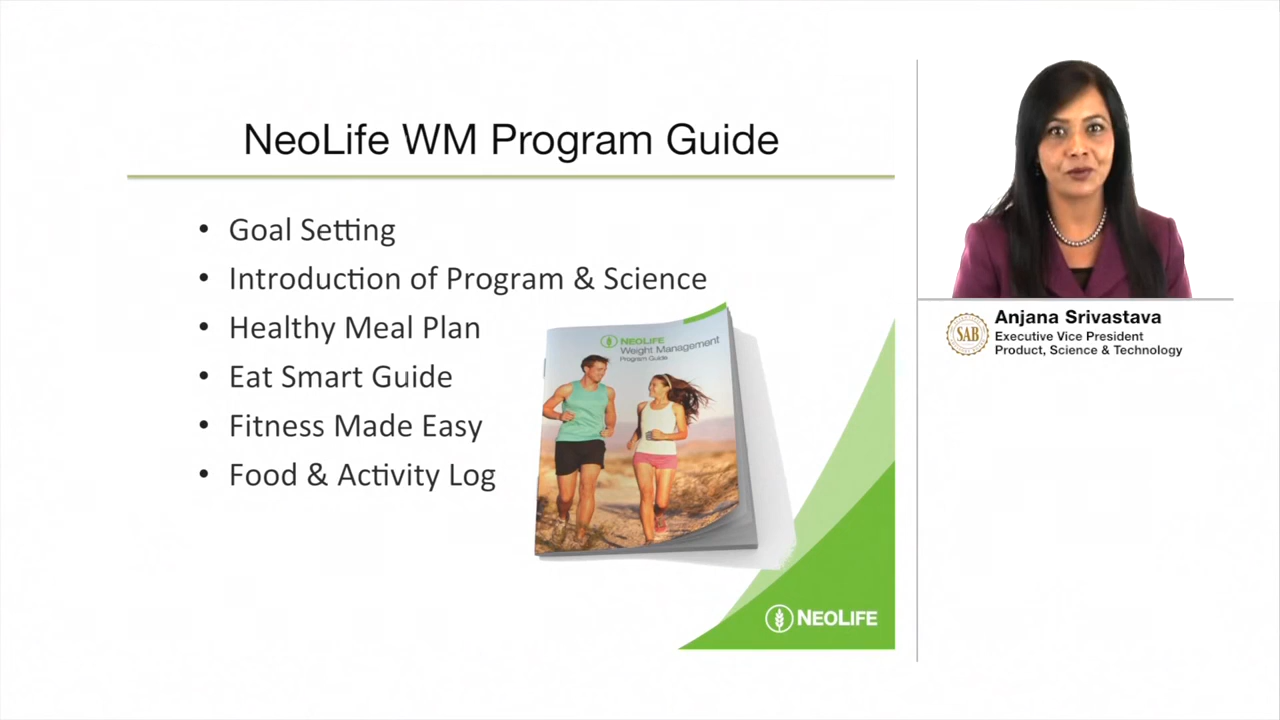 NeoLife WM Program Guide
• Goal Setting
• Introduction of Program & Science
• Healthy Meal Plan
• Eat Smart Guide
• Fitness Made Easy
• Food & Activity Log
NEOLIFE
Weight Management
Program Guide
NEOLIFE
SAB
Anjana Srivastava
Executive Vice President
Product, Science & Technology